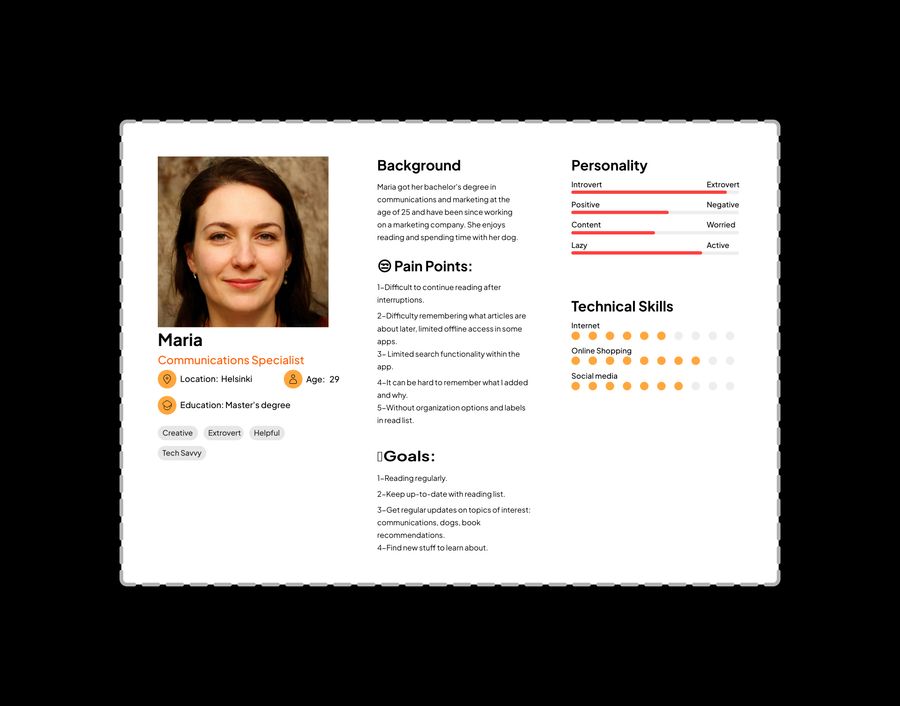 Maria
Communications Specialist
Location: Helsinki
Age: 29
Education: Master's degree
Creative
Extrovert
Helpful
Tech Savvy
Background
Maria got her bachelor's degree in
communications and marketing at the
age of 25 and have been since working
on a marketing company. She enjoys
reading and spending time with her dog.
Pain Points:
1-Difficult to continue reading after
interruptions.
2-Difficulty remembering what articles are
about later, limited offline access in some
apps.
3- Limited search functionality within the
app.
4-It can be hard to remember what I added
and why.
5-Without organization options and labels
in read list.
Goals:
1-Reading regularly.
2-Keep up-to-date with reading list.
3-Get regular updates on topics of interest:
communications, dogs, book
recommendations.
4-Find new stuff to learn about.
Personality
Introvert Extrovert
Positive Negative
Content Worried
Lazy Active
Technical Skills
Internet
Online Shopping
Social media